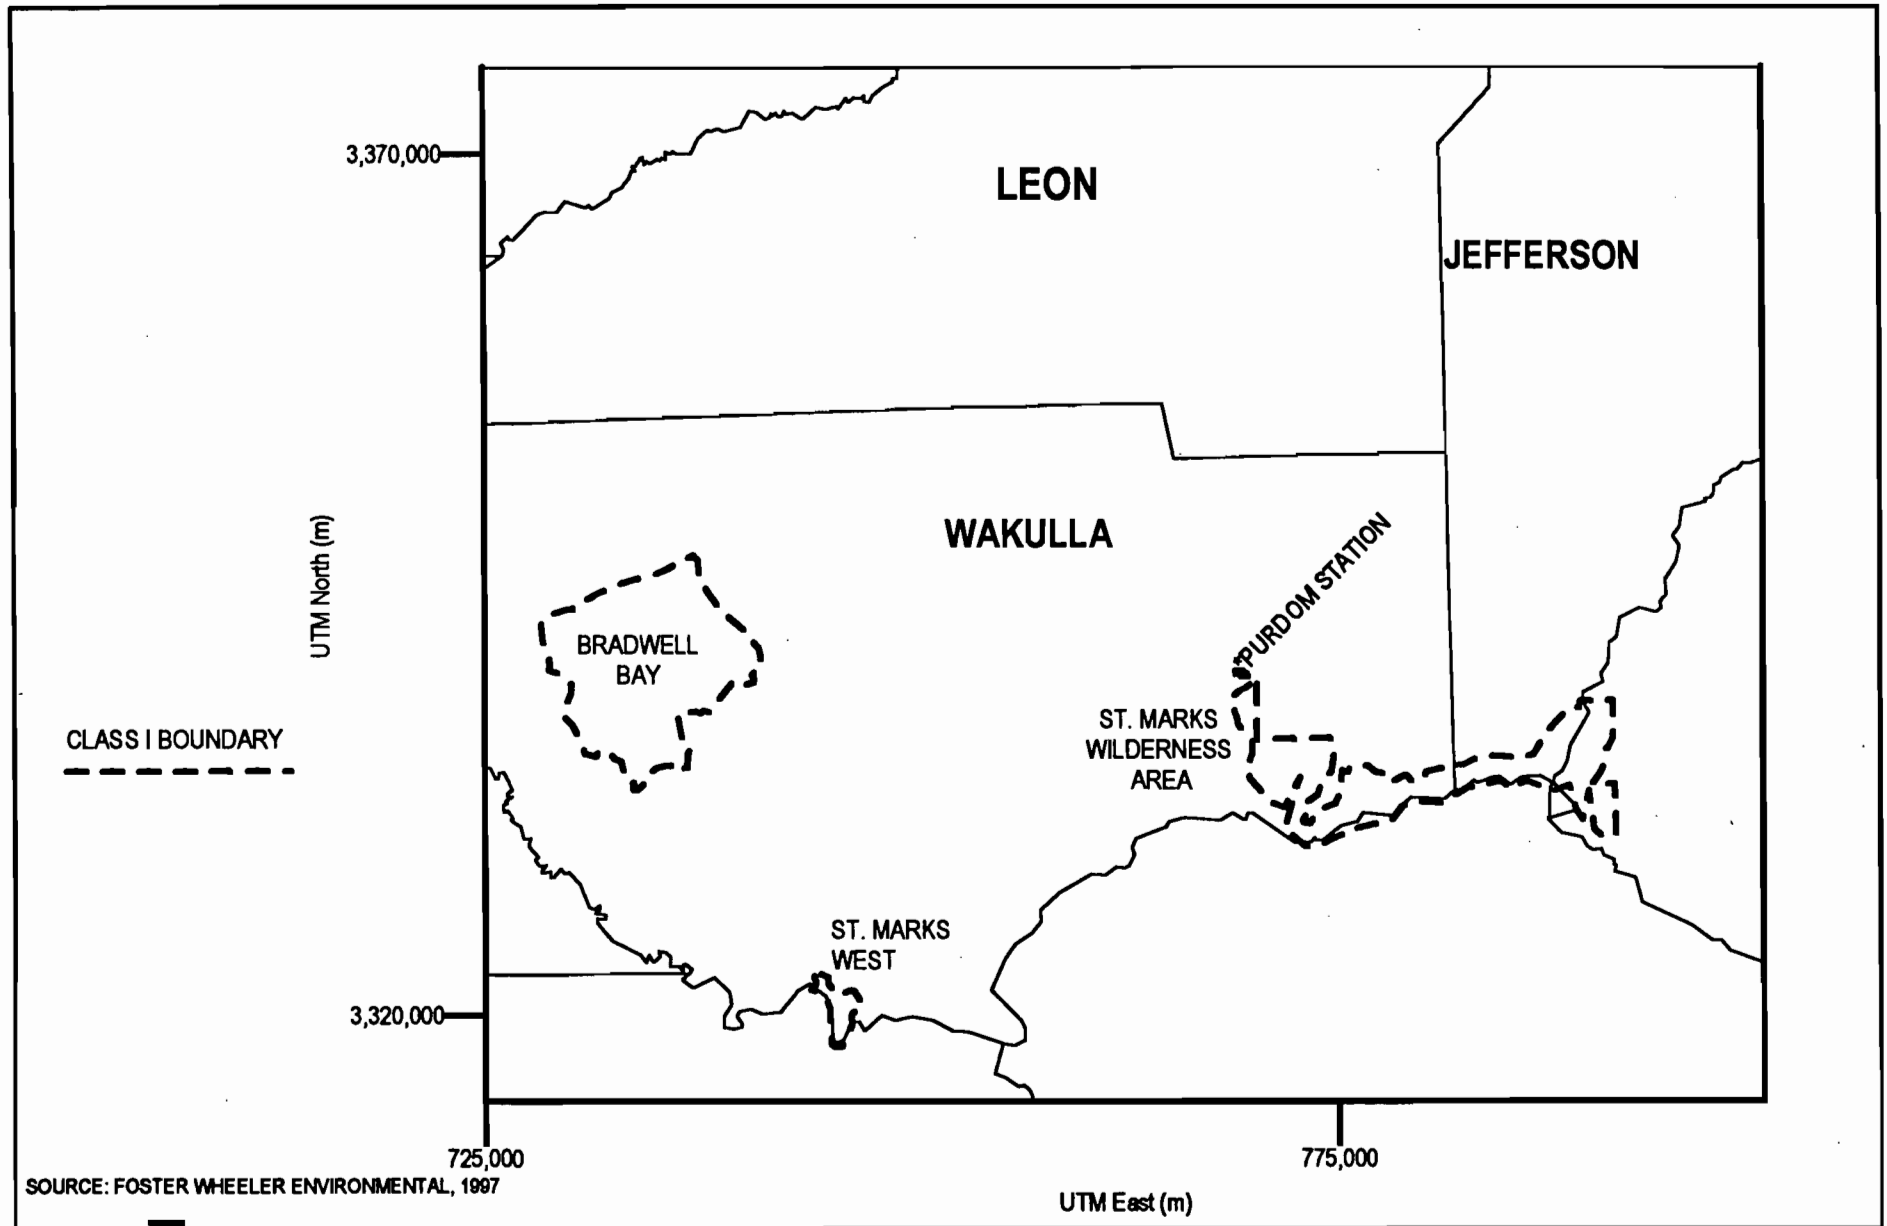 3,370,000
LEON
JEFFERSON
UTM North (m)
WAKULLA
PURDOM STATION
BRADWELL
BAY
CLASS I BOUNDARY
ST. MARKS
WILDERNESS
AREA
ST. MARKS
WEST
3,320,000
725,000
775,000
SOURCE: FOSTER WHEELER ENVIRONMENTAL, 1997
UTM East (m)